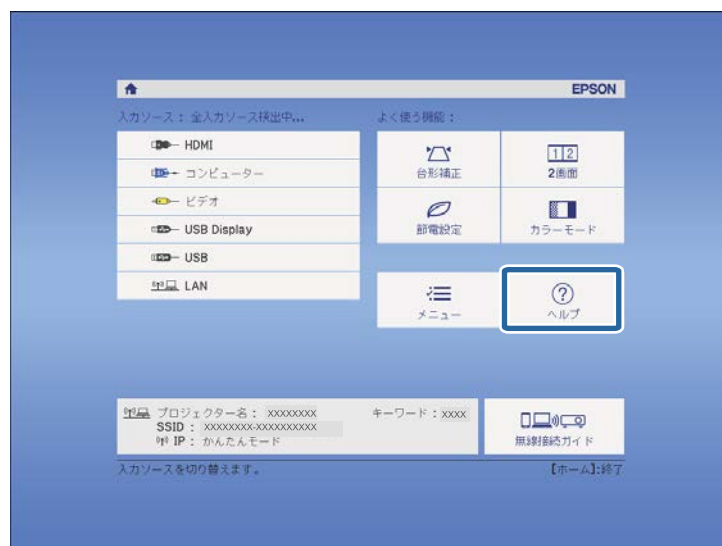 EPSON
入力ソース： 全入力ソース検出中...
HDMI
コンピューター
ビデオ
USB Display
USB
LAN
よく使う機能：
台形補正
1 2
2画面
節電設定
カラーモード
メニュー
?
ヘルプ
プロジェクター名： XXXXXXXX
キーワード：xxxx
SSID： XXXXXXXX-XXXXXXXXXX
IP： かんたんモード
無線接続ガイド
入力ソースを切り替えます。
【ホーム】:終了